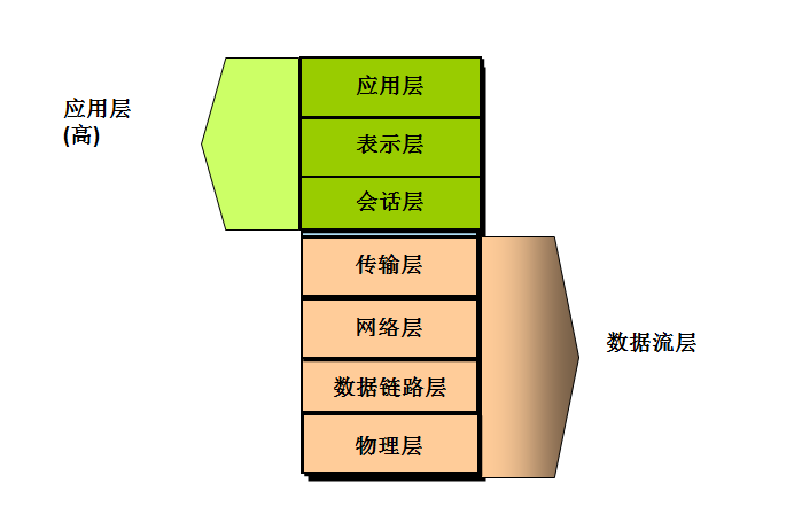 应用层
(高)
应用层
表示层
会话层
传输层
网络层
数据链路层
物理层
数据流层